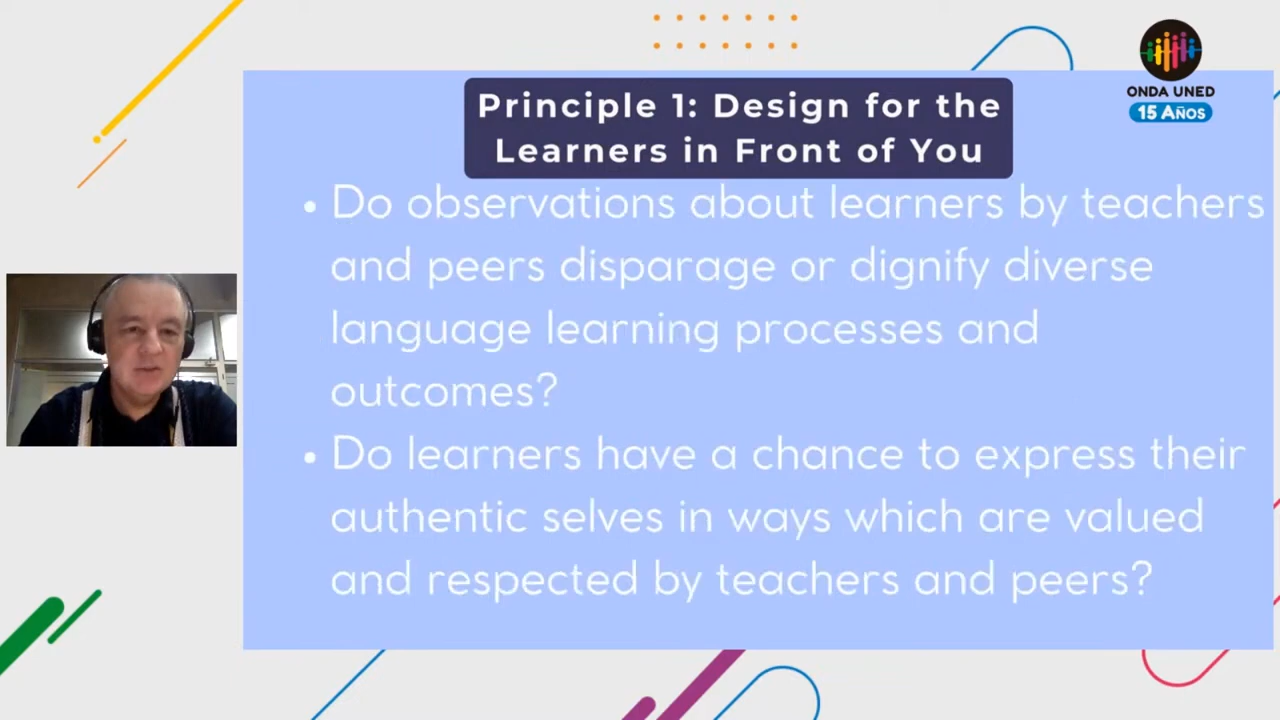 Principle 1: Design for the
Learners in Front of You
ONDA UNED
15 AÑOS
• Do observations about learners by teachers
and peers disparage or dignify diverse
language learning processes and
outcomes?
• Do learners have a chance to express their
authentic selves in ways which are valued
and respected by teachers and peers?